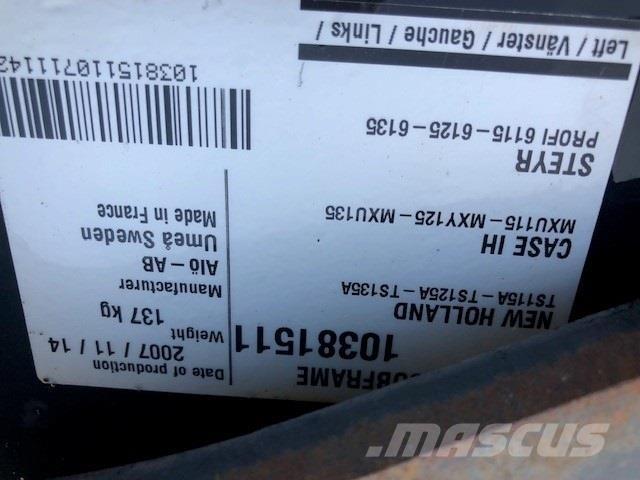 SUBFRAME
10381511
NEW HOLLAND
TS115A-TS125A-TS135A
CASE IH
MXU115-MXY125-MXU135
STEYR
PROFI 6115-6125-6135
Left / Vänster / Gauche / Links /
Date of production
2007 / 11 / 14
Weight
137 kg
Manufacturer
Alö-AB
Umeå Sweden
Made in France
103815110711142
MASCUS